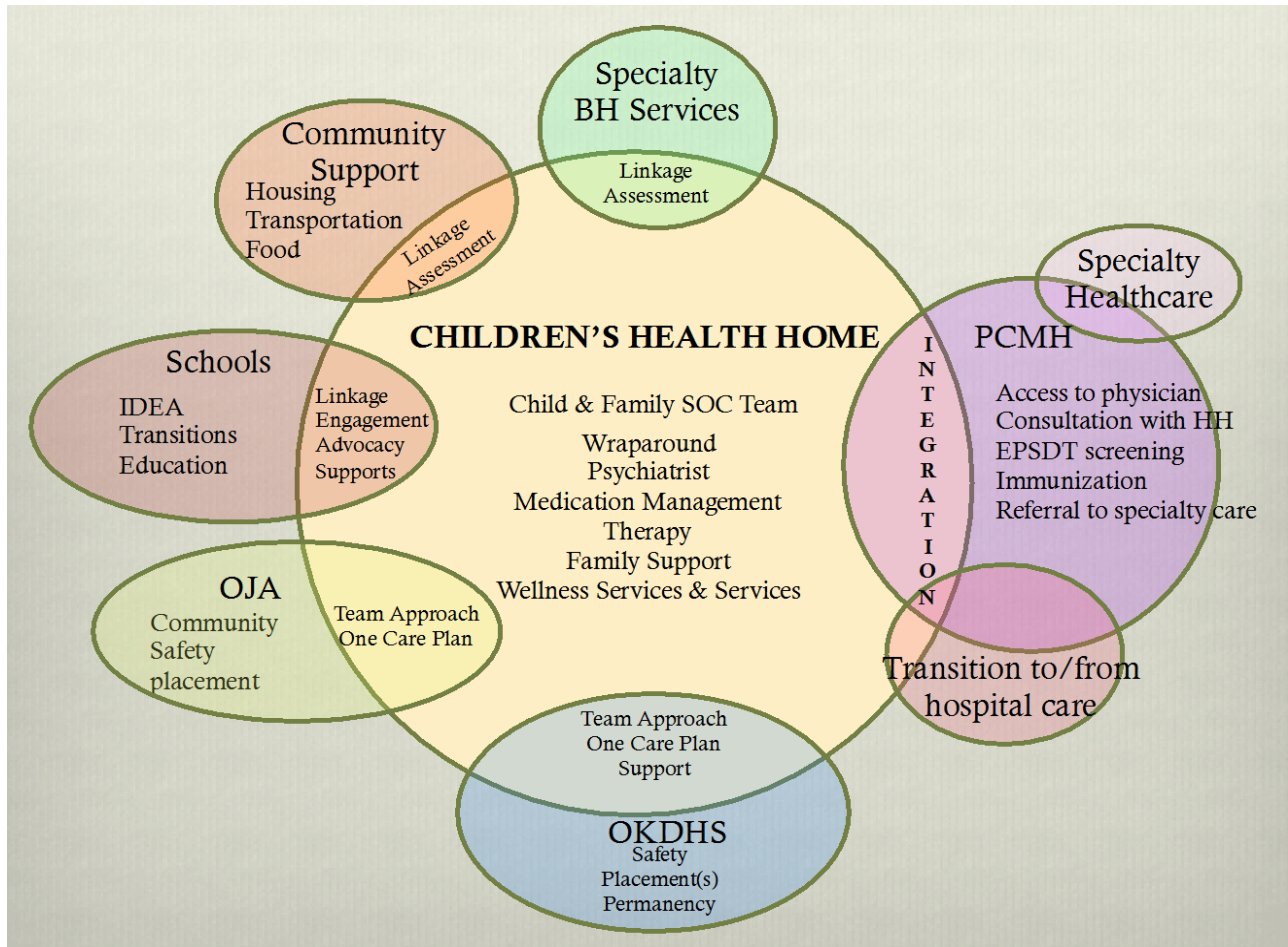 Specialty
BH Services
Linkage
Assessment
Community
Support
Housing
Transportation
Food
Linkage
Assessment
Specialty
Healthcare
CHILDREN'S HEALTH HOME
Child & Family SOC Team
Wraparound
Psychiatrist
Medication Management
Therapy
Family Support
Wellness Services & Services
INTEGRATION
PCMH
Access to physician
Consultation with HH
EPSDT screening
Immunization
Referral to specialty care
Schools
IDEA
Transitions
Education
Linkage
Engagement
Advocacy
Supports
OJA
Community
Safety
placement
Team Approach
One Care Plan
Transition to/from
hospital care
Team Approach
One Care Plan
Support
OKDHS
Safety
Placement(s)
Permanency